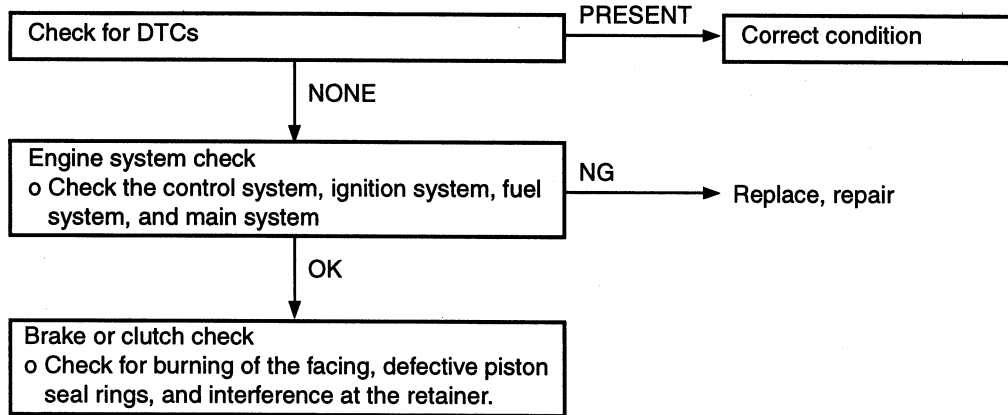 Check for DTCs
PRESENT
Correct condition
NONE
Engine system check
o Check the control system, ignition system, fuel
system, and main system
NG
Replace, repair
OK
Brake or clutch check
o Check for burning of the facing, defective piston
seal rings, and interference at the retainer.